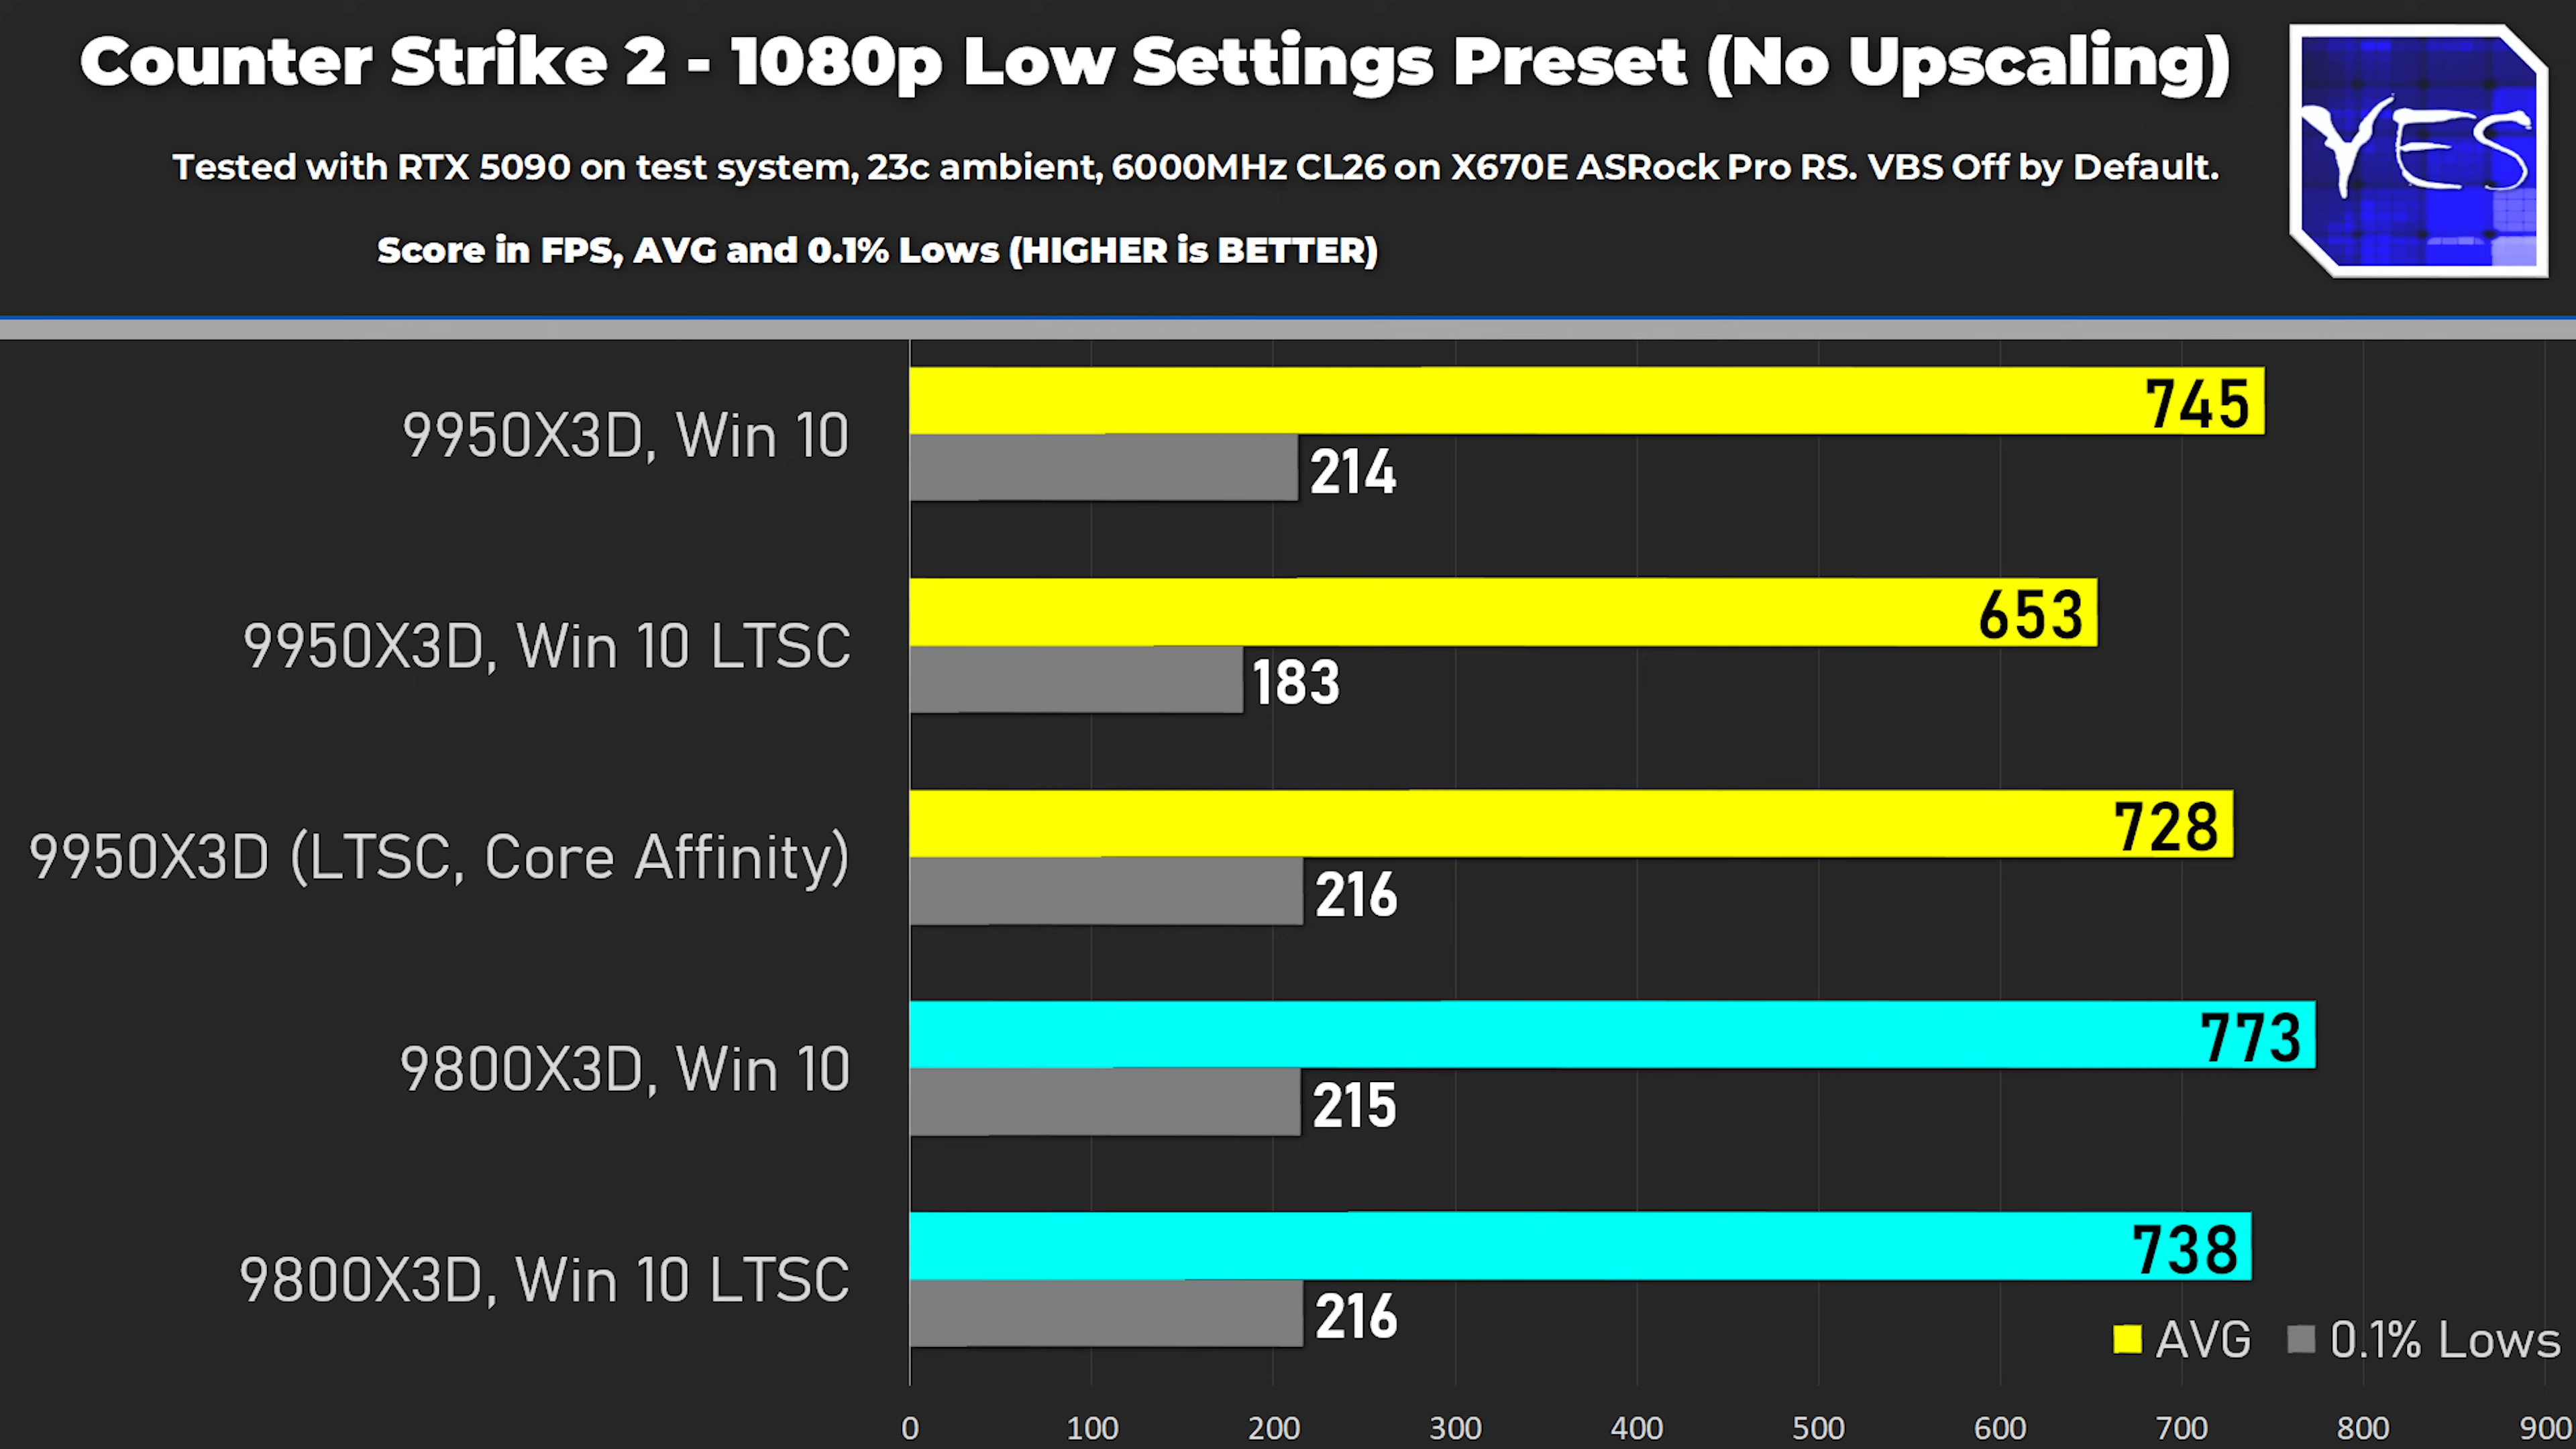 Counter Strike 2 - 1080p Low Settings Preset (No Upscaling)
YES
Tested with RTX 5090 on test system, 23c ambient, 6000MHz CL26 on X670E ASRock Pro RS. VBS Off by Default.
Score in FPS, AVG and 0.1% Lows (HIGHER is BETTER)
9950X3D, Win 10
745
214
9950X3D, Win 10 LTSC
653
183
9950X3D (LTSC, Core Affinity)
728
216
9800X3D, Win 10
773
215
9800X3D, Win 10 LTSC
738
216
AVG 0.1% Lows
0 100 200 300 400 500 600 700 800 900